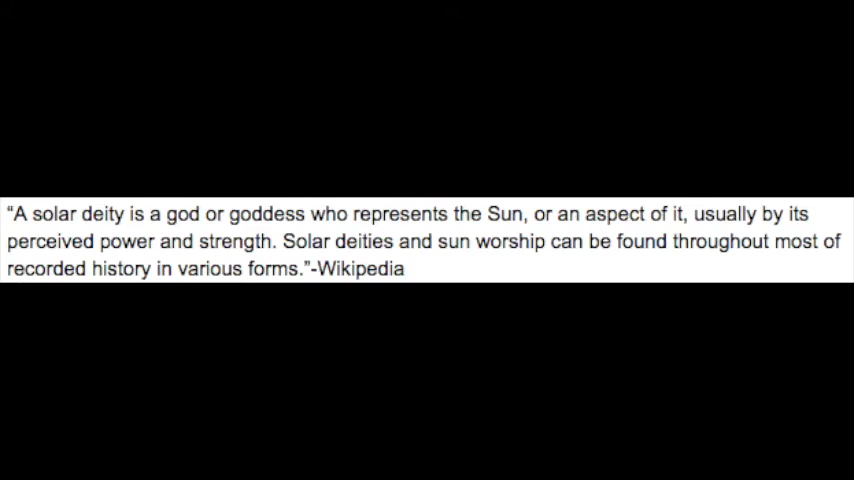 “A solar deity is a god or goddess who represents the Sun, or an aspect of it, usually by its
perceived power and strength. Solar deities and sun worship can be found throughout most of
recorded history in various forms.”-Wikipedia